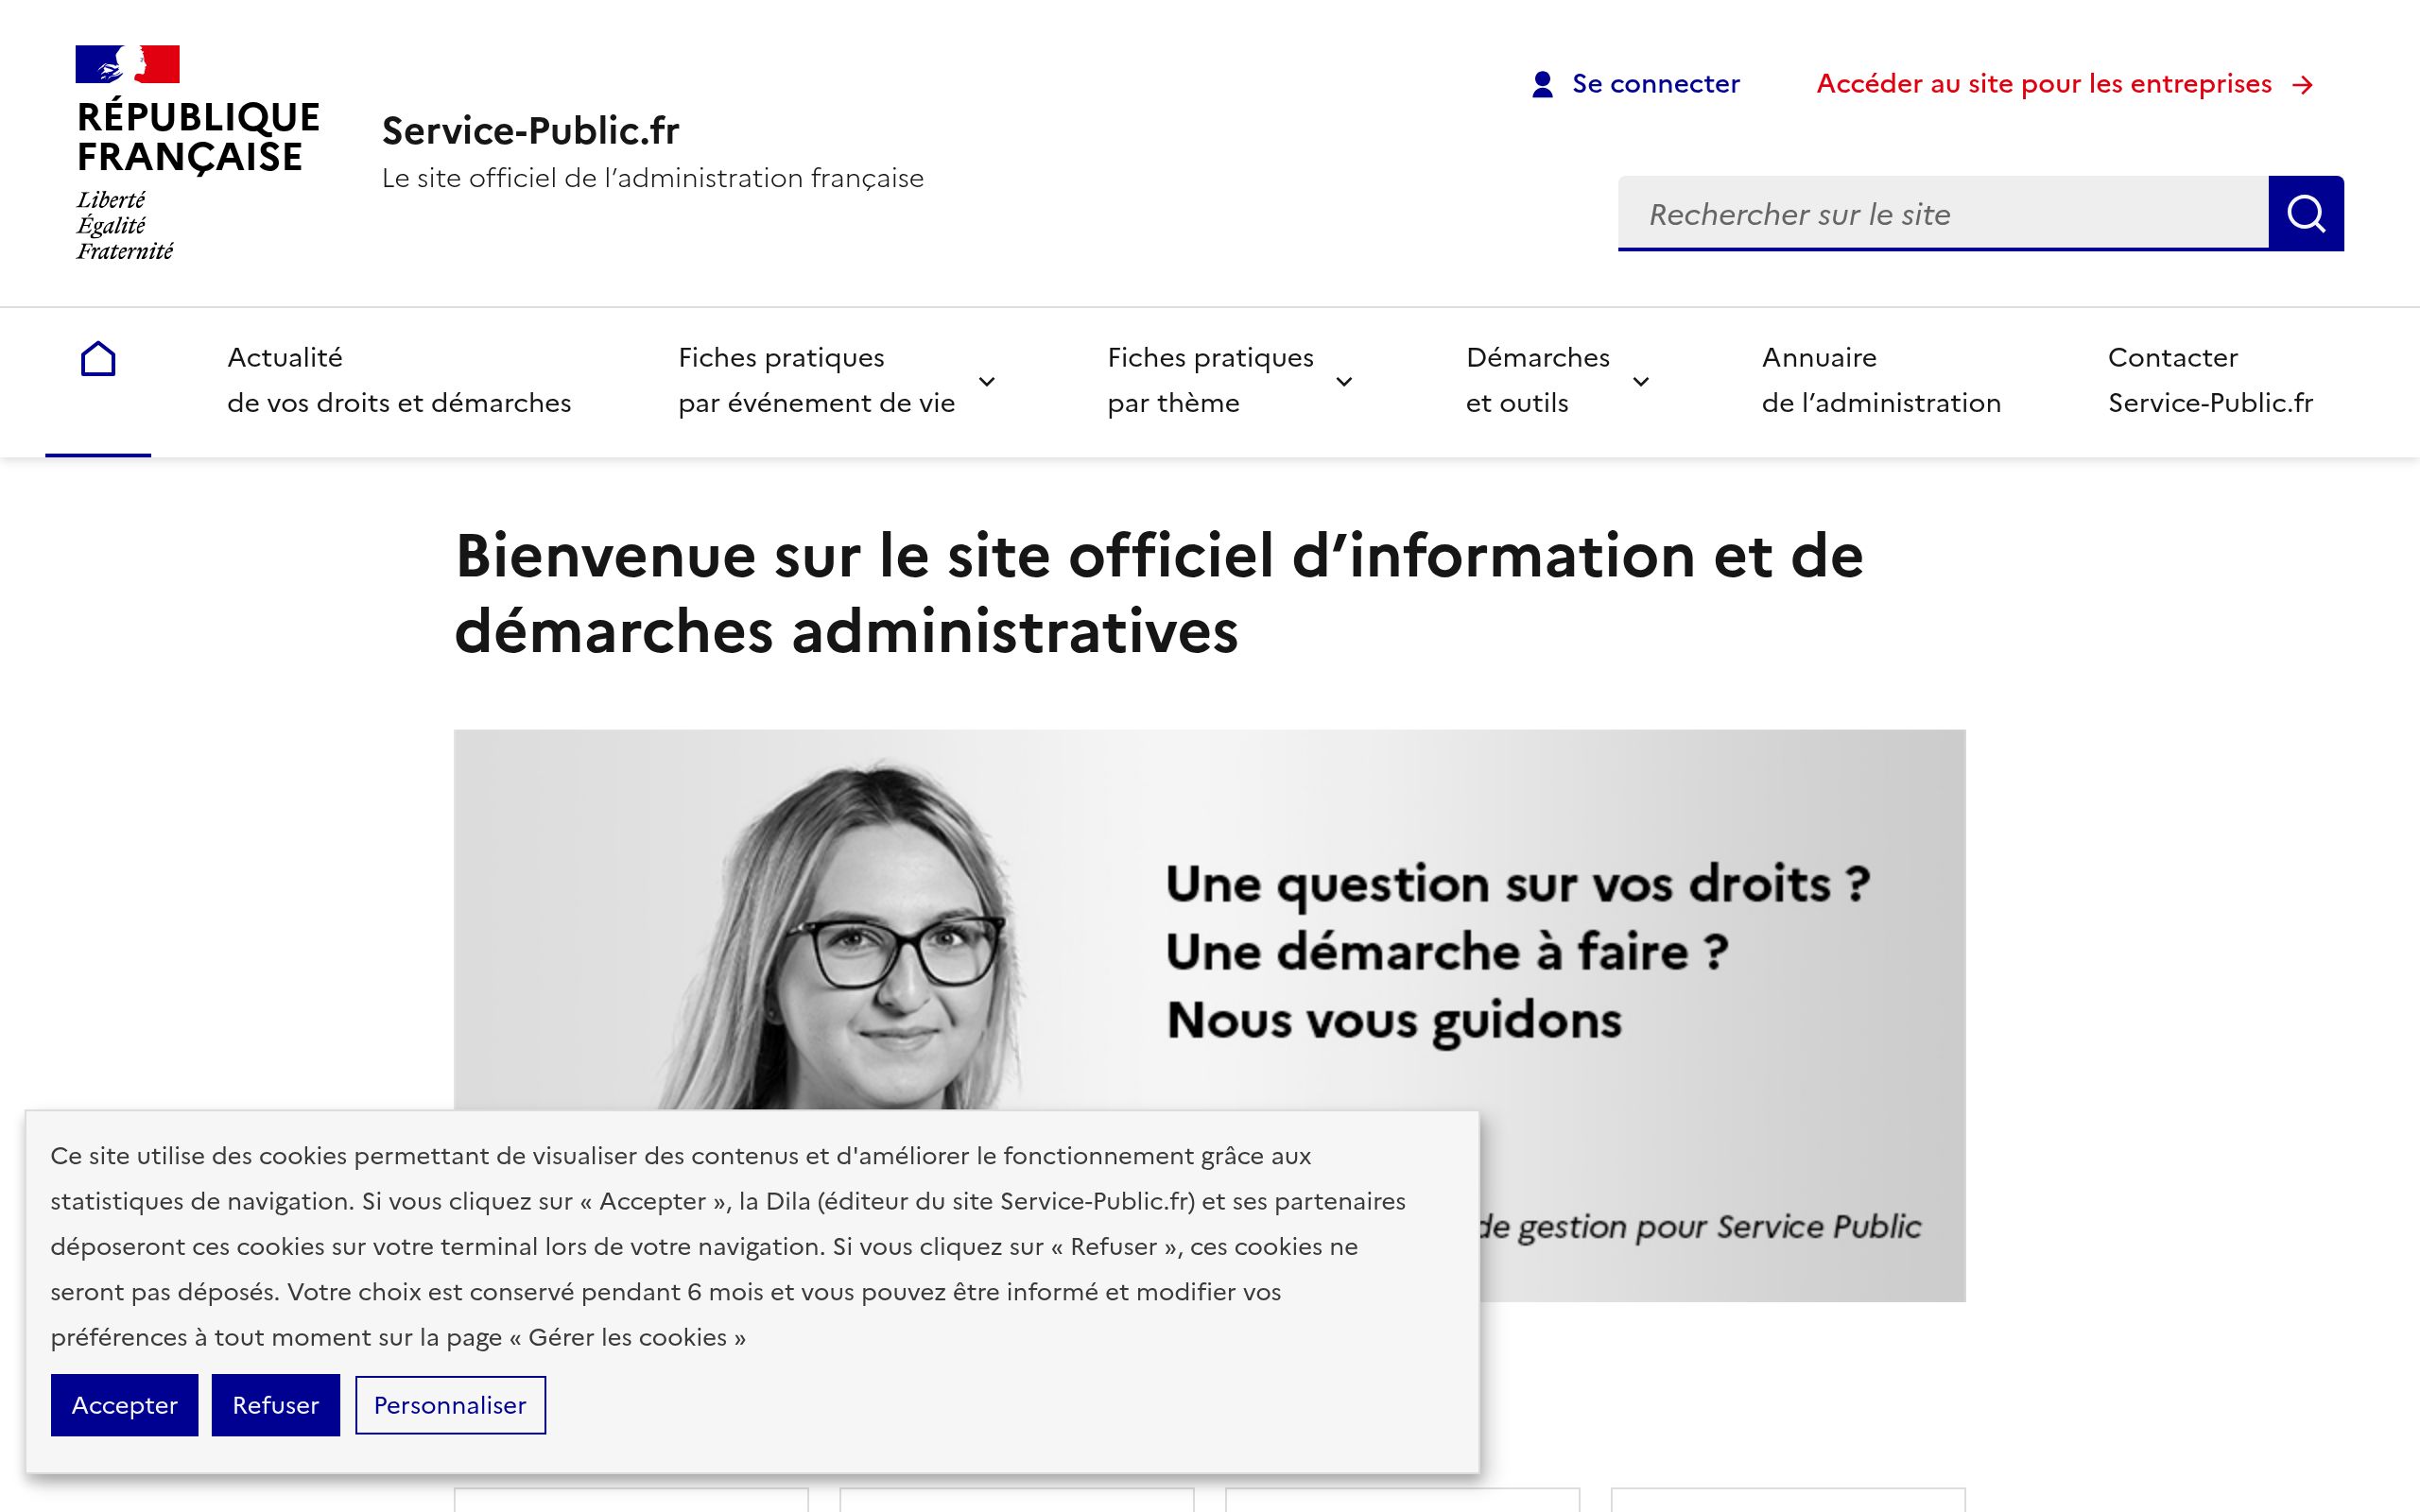 RÉPUBLIQUE
FRANÇAISE
Liberté
Égalité
Fraternité
Service-Public.fr
Le site officiel de l’administration française
Se connecter
Accéder au site pour les entreprises
Rechercher sur le site
Actualité
de vos droits et démarches
Fiches pratiques
par événement de vie
Fiches pratiques
par thème
Démarches
et outils
Annuaire
de l’administration
Contacter
Service-Public.fr
Bienvenue sur le site officiel d’information et de
démarches administratives
Une question sur vos droits ?
Une démarche à faire ?
Nous vous guidons
de gestion pour Service Public
Ce site utilise des cookies permettant de visualiser des contenus et d'améliorer le fonctionnement grâce aux
statistiques de navigation. Si vous cliquez sur « Accepter », la Dila (éditeur du site Service-Public.fr) et ses partenaires
déposeront ces cookies sur votre terminal lors de votre navigation. Si vous cliquez sur « Refuser », ces cookies ne
seront pas déposés. Votre choix est conservé pendant 6 mois et vous pouvez être informé et modifier vos
préférences à tout moment sur la page « Gérer les cookies »
Accepter
Refuser
Personnaliser